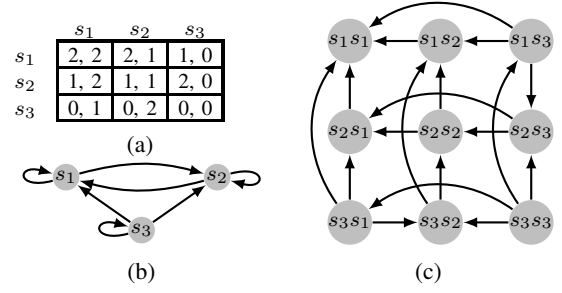 s₁ s₂ s₃
s₁ 2, 2 2, 1 1, 0
s₂ 1, 2 1, 1 2, 0
s₃ 0, 1 0, 2 0, 0
(a)
s₁ s₂
s₃
(b)
s₁s₁ s₁s₂ s₁s₃
s₂s₁ s₂s₂ s₂s₃
s₃s₁ s₃s₂ s₃s₃
(c)